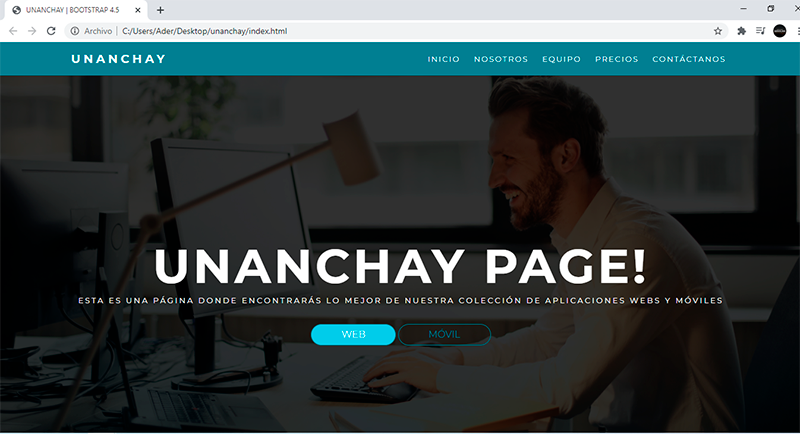 UNANCHAY | BOOTSTRAP 4.5
Archivo | C:/Users/Ader/Desktop/unanchay/index.html
UNANCHAY
INICIO NOSOTROS EQUIPO PRECIOS CONTÁCTANOS
UNANCHAY PAGE!
ESTA ES UNA PÁGINA DONDE ENCONTRARÁS LO MEJOR DE NUESTRA COLECCIÓN DE APLICACIONES WEBS Y MÓVILES
WEB MÓVIL